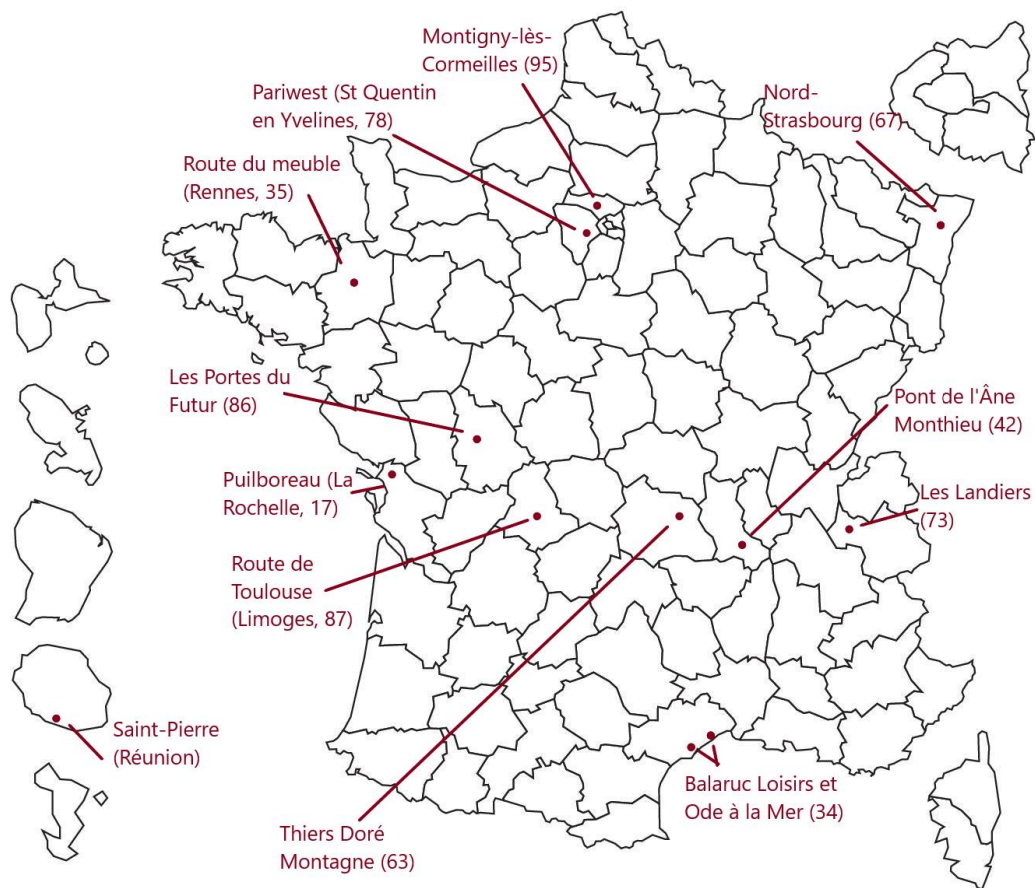 Montigny-lès-
Cormeilles (95)
Pariwest (St Quentin
en Yvelines, 78)
Nord-
Strasbourg (67)
Route du meuble
(Rennes, 35)
Les Portes du
Futur (86)
Pont de l'Âne
Monthieu (42)
Puilboreau (La
Rochelle, 17)
Les Landiers
(73)
Route de
Toulouse
(Limoges, 87)
Saint-Pierre
(Réunion)
Balaruc Loisirs et
Ode à la Mer (34)
Thiers Doré
Montagne (63)